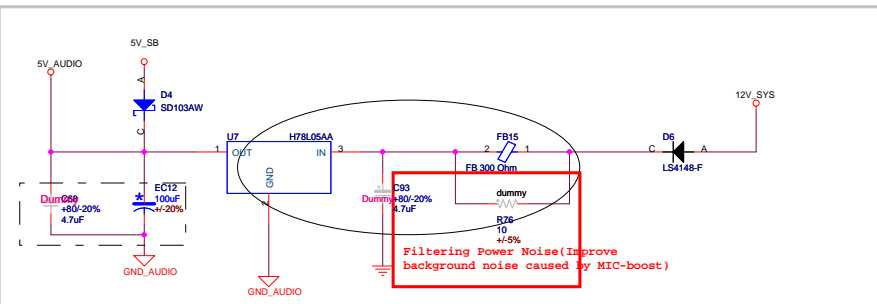 5V_SB
5V_AUDIO
12V_SYS
A
D4
SD103AW
C
U7
H78L05AA
FB15
D6
1
OUT
IN
3
2
1
C
A
FB 300 Ohm
LS4148-F
GND
2
Dummy
C68
+80/-20%
4.7uF
*
EC12
100uF
+/-20%
Dummy
C93
+80/-20%
4.7uF
dummy
R76
10
+/-5%
Filtering Power Noise(Improve
background noise caused by MIC-boost)
GND_AUDIO
GND_AUDIO